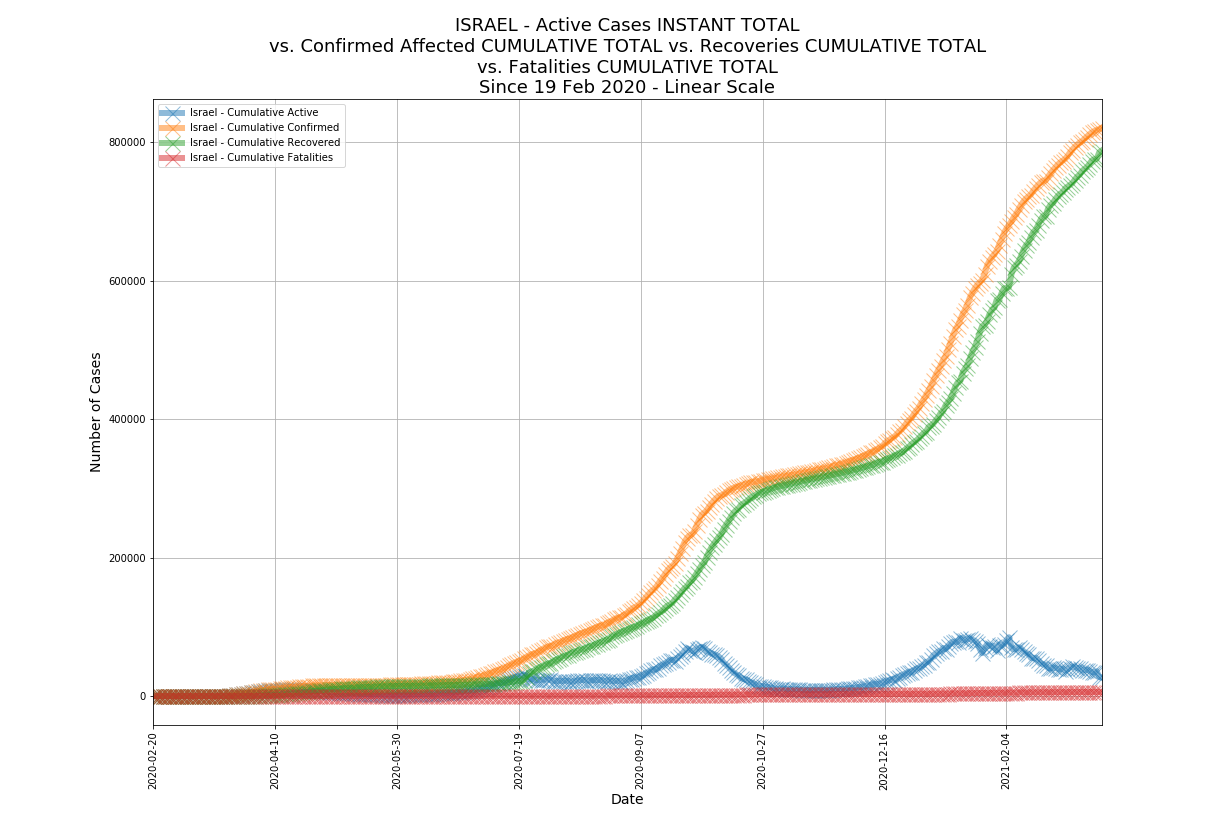 ISRAEL - Active Cases INSTANT TOTAL
vs. Confirmed Affected CUMULATIVE TOTAL vs. Recoveries CUMULATIVE TOTAL
vs. Fatalities CUMULATIVE TOTAL
Since 19 Feb 2020 - Linear Scale
Israel - Cumulative Active
Israel - Cumulative Confirmed
Israel - Cumulative Recovered
Israel - Cumulative Fatalities
Number of Cases
800000
600000
400000
200000
0
2020-02-20
2020-04-10
2020-05-30
2020-07-19
2020-09-07
2020-10-27
2020-12-16
2021-02-04
Date